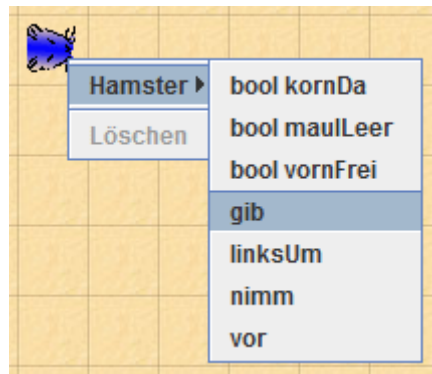 Hamster
Löschen
bool kornDa
bool maulLeer
bool vornFrei
gib
linksUm
nimm
vor